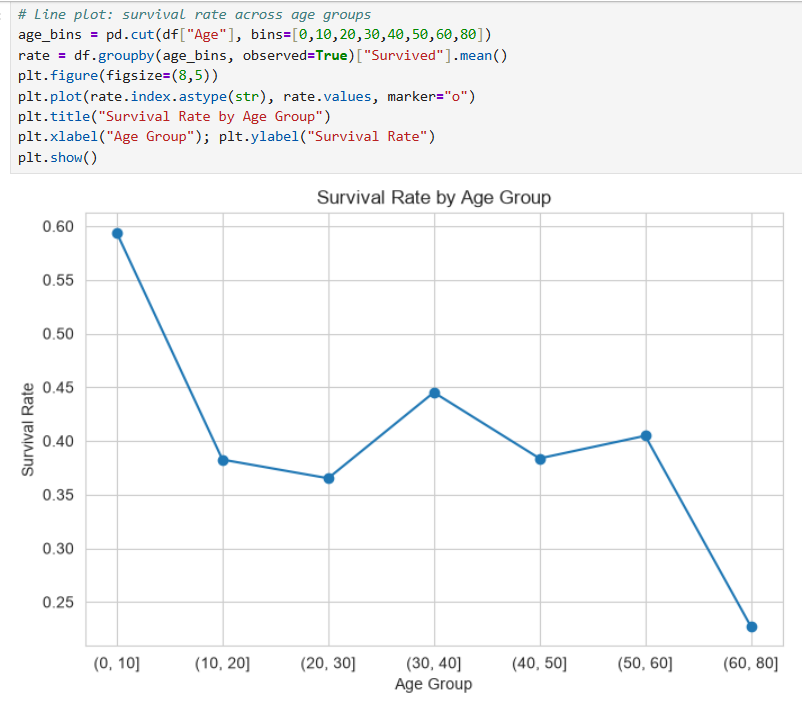 # Line plot: survival rate across age groups
age_bins = pd.cut(df["Age"], bins=[0,10,20,30,40,50,60,80])
rate = df.groupby(age_bins, observed=True)["Survived"].mean()
plt.figure(figsize=(8,5))
plt.plot(rate.index.astype(str), rate.values, marker="o")
plt.title("Survival Rate by Age Group")
plt.xlabel("Age Group"); plt.ylabel("Survival Rate")
plt.show()
Survival Rate by Age Group
0.60
0.55
0.50
0.45
0.40
0.35
0.30
0.25
Survival Rate
(0, 10] (10, 20] (20, 30] (30, 40] (40, 50] (50, 60] (60, 80]
Age Group